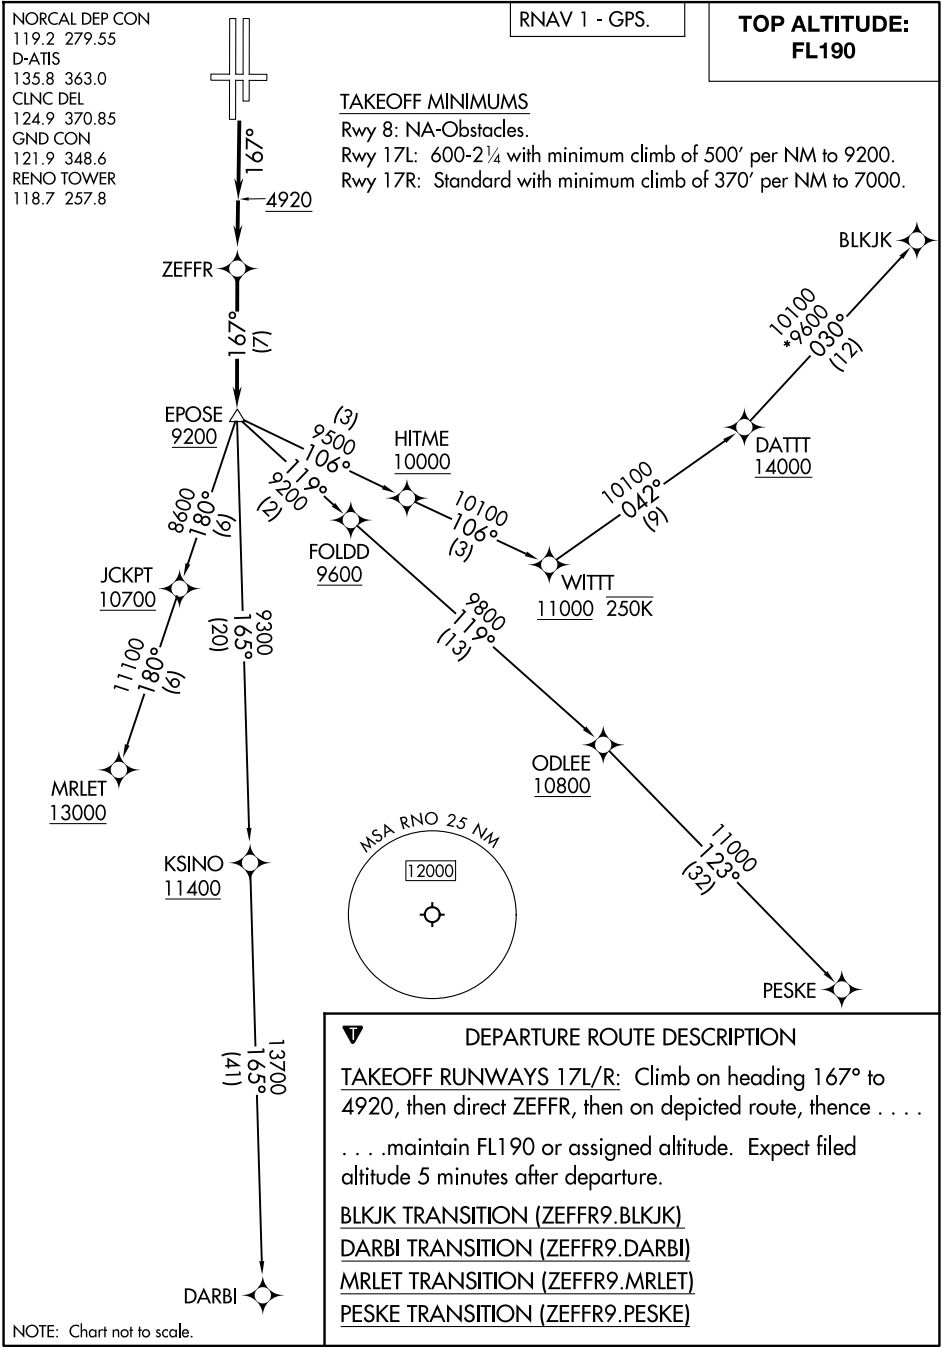 NORCAL DEP CON
119.2 279.55
D-ATIS
135.8 363.0
CLNC DEL
124.9 370.85
GND CON
121.9 348.6
RENO TOWER
118.7 257.8
RNAV 1 - GPS.
TOP ALTITUDE:
FL190
TAKEOFF MINIMUMS
Rwy 8: NA-Obstacles.
Rwy 17L: 600-2¼ with minimum climb of 500' per NM to 9200.
Rwy 17R: Standard with minimum climb of 370' per NM to 7000.
167°
4920
ZEFFR
167°
(7)
EPOSE
9200
(3)
9500
106°
HITME
10000
10100
106°
(3)
WITTT
11000 250K
10100
042°
(9)
DATTT
14000
10100
*9600
030°
(12)
BLKJK
119°
9200
(2)
FOLDD
9600
9800
119°
(13)
ODLEE
10800
11000
123°
(32)
PESKE
8600
180°
(6)
JCKPT
10700
11100
180°
(6)
MRLET
13000
9300
165°
(20)
KSINO
11400
13700
165°
(41)
DARBI
MSA RNO 25 NM
12000
T
DEPARTURE ROUTE DESCRIPTION
TAKEOFF RUNWAYS 17L/R: Climb on heading 167° to
4920, then direct ZEFFR, then on depicted route, thence . . . .
. . . .maintain FL190 or assigned altitude. Expect filed
altitude 5 minutes after departure.
BLKJK TRANSITION (ZEFFR9.BLKJK)
DARBI TRANSITION (ZEFFR9.DARBI)
MRLET TRANSITION (ZEFFR9.MRLET)
PESKE TRANSITION (ZEFFR9.PESKE)
NOTE: Chart not to scale.